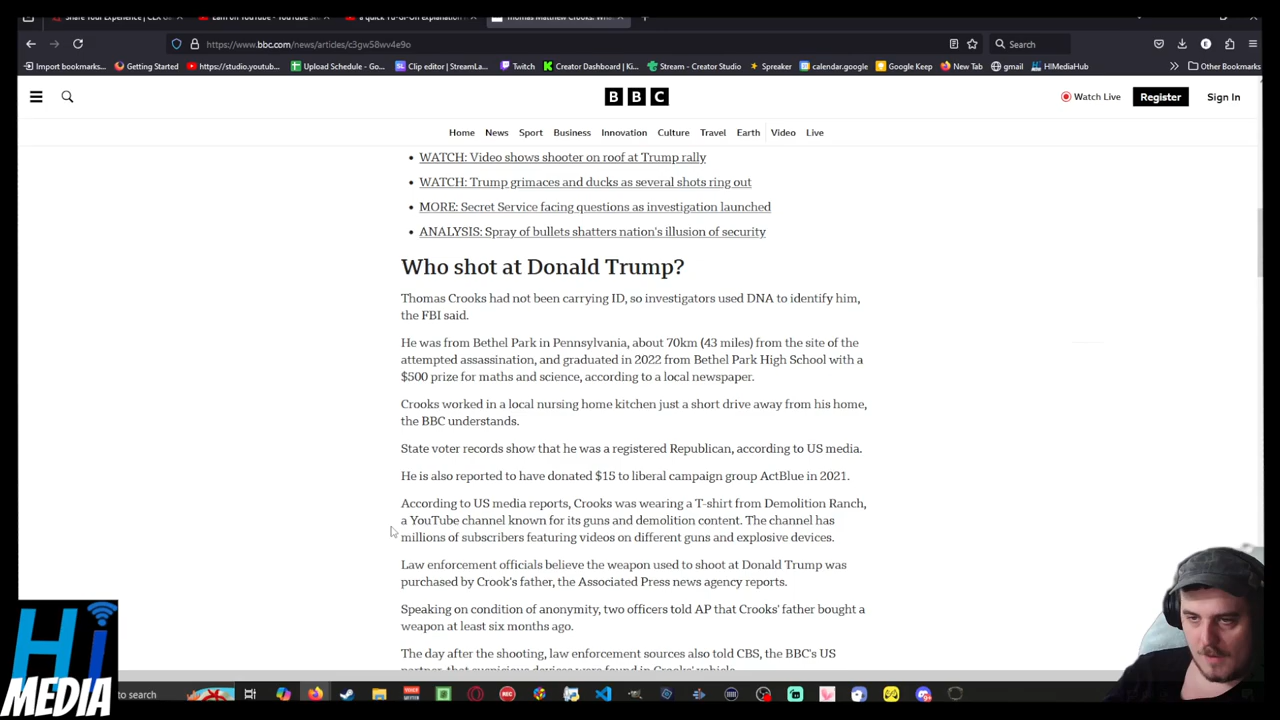 Thomas Matthew Crooks: Wh
https://www.bbc.com/news/articles/c3gw58wv4e9o
Search
Import bookmarks...
Getting Started
https://studio.youtub...
Upload Schedule - Go...
Clip editor | StreamLa...
Twitch
Creator Dashboard | Ki...
Stream - Creator Studio
Spreaker
calendar.google
Google Keep
New Tab
gmail
HIMediaHub
Other Bookmarks
BBC
Watch Live
Register
Sign In
Home News Sport Business Innovation Culture Travel Earth Video Live
• WATCH: Video shows shooter on roof at Trump rally
• WATCH: Trump grimaces and ducks as several shots ring out
• MORE: Secret Service facing questions as investigation launched
• ANALYSIS: Spray of bullets shatters nation's illusion of security
Who shot at Donald Trump?
Thomas Crooks had not been carrying ID, so investigators used DNA to identify him,
the FBI said.
He was from Bethel Park in Pennsylvania, about 70km (43 miles) from the site of the
attempted assassination, and graduated in 2022 from Bethel Park High School with a
$500 prize for maths and science, according to a local newspaper.
Crooks worked in a local nursing home kitchen just a short drive away from his home,
the BBC understands.
State voter records show that he was a registered Republican, according to US media.
He is also reported to have donated $15 to liberal campaign group ActBlue in 2021.
According to US media reports, Crooks was wearing a T-shirt from Demolition Ranch,
a YouTube channel known for its guns and demolition content. The channel has
millions of subscribers featuring videos on different guns and explosive devices.
Law enforcement officials believe the weapon used to shoot at Donald Trump was
purchased by Crook's father, the Associated Press news agency reports.
Speaking on condition of anonymity, two officers told AP that Crooks' father bought a
weapon at least six months ago.
The day after the shooting, law enforcement sources also told CBS, the BBC's US
partner, that suspicious devices were found in Crooks' vehicle.
Hi
MEDIA
to search